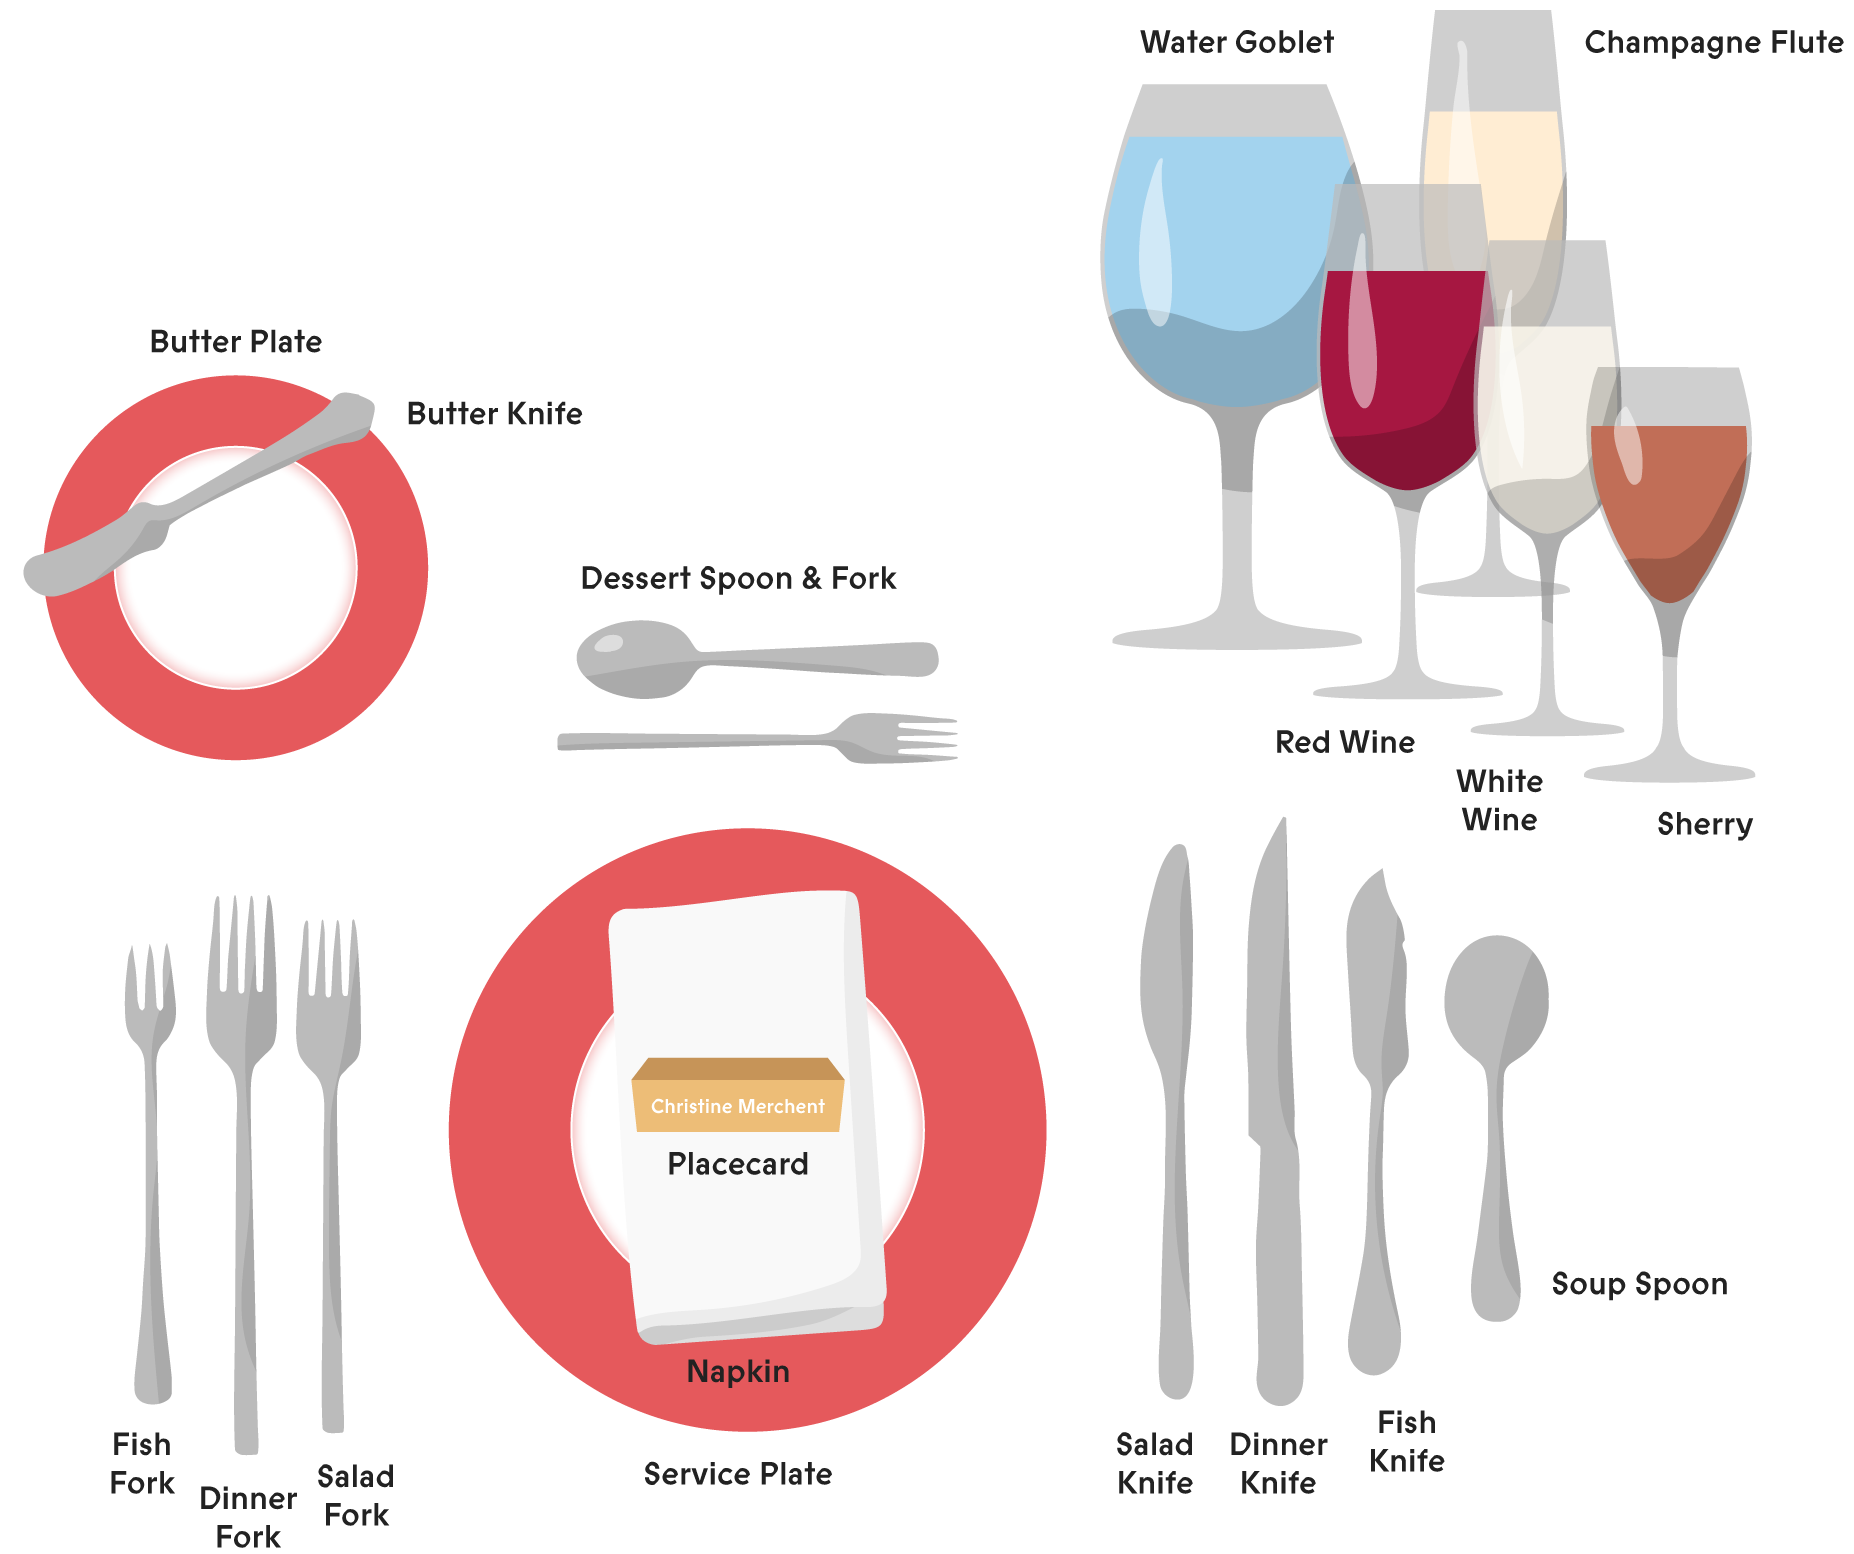 Water Goblet
Champagne Flute
Butter Plate
Butter Knife
Dessert Spoon & Fork
Red Wine
White
Wine
Sherry
Christine Merchent
Placecard
Napkin
Service Plate
Soup Spoon
Fish
Fork
Dinner
Fork
Salad
Fork
Salad
Knife
Dinner
Knife
Fish
Knife